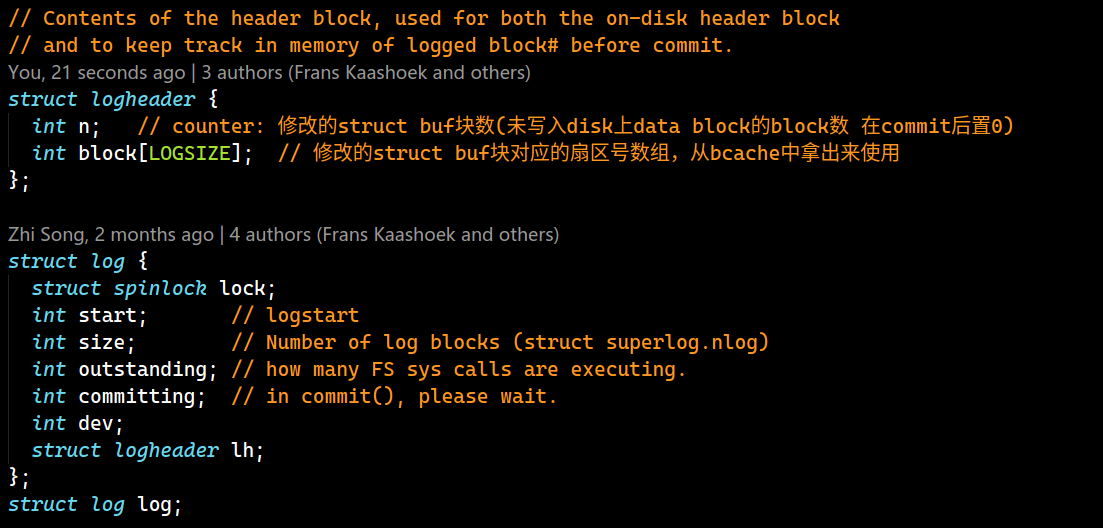 // Contents of the header block, used for both the on-disk header block
// and to keep track in memory of logged block# before commit.
You, 21 seconds ago | 3 authors (Frans Kaashoek and others)
struct logheader {
  int n;   // counter: 修改的struct buf块数(未写入disk上data block的block数 在commit后置0)
  int block[LOGSIZE];  // 修改的struct buf块对应的扇区号数组，从bcache中拿出来使用
};
Zhi Song, 2 months ago | 4 authors (Frans Kaashoek and others)
struct log {
  struct spinlock lock;
  int start;       // logstart
  int size;        // Number of log blocks (struct superlog.nlog)
  int outstanding; // how many FS sys calls are executing.
  int committing;  // in commit(), please wait.
  int dev;
  struct logheader lh;
};
struct log log;